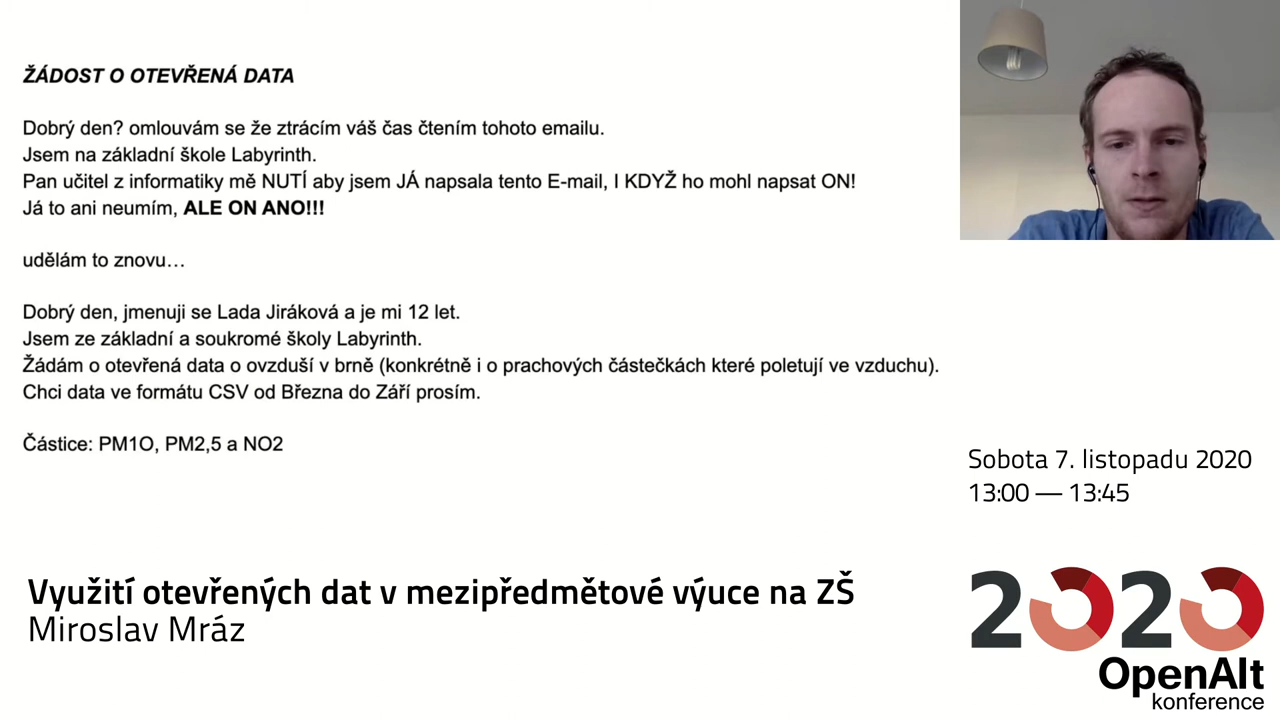 ŽÁDOST O OTEVŘENÁ DATA
Dobrý den? omlouvám se že ztrácím váš čas čtením tohoto emailu.
Jsem na základní škole Labyrinth.
Pan učitel z informatiky mě NUTÍ aby jsem JÁ napsala tento E-mail, I KDYŽ ho mohl napsat ON!
Já to ani neumím, ALE ON ANO!!!
udělám to znovu…
Dobrý den, jmenuji se Lada Jiráková a je mi 12 let.
Jsem ze základní a soukromé školy Labyrinth.
Žádám o otevřená data o ovzduší v brně (konkrétně i o prachových částečkách které poletují ve vzduchu).
Chci data ve formátu CSV od Března do Září prosím.
Částice: PM1O, PM2,5 a NO2
Sobota 7. listopadu 2020
13:00 — 13:45
Využití otevřených dat v mezipředmětové výuce na ZŠ
Miroslav Mráz
2020
OpenAlt
konference